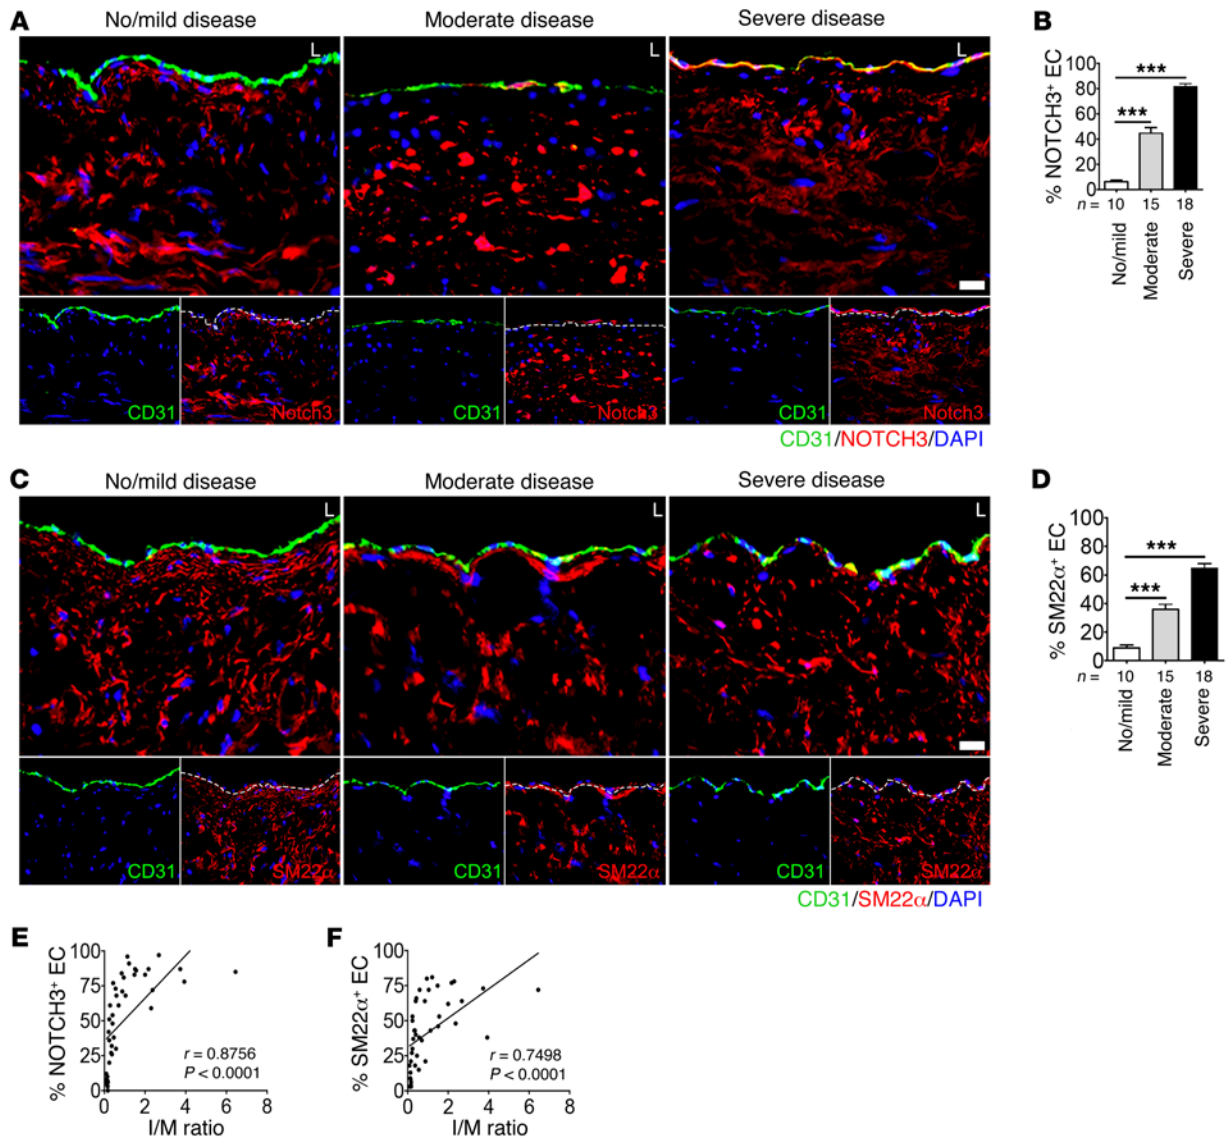 A
No/mild disease
Moderate disease
Severe disease
L
L
L
CD31
Notch3
CD31
Notch3
CD31
Notch3
CD31/NOTCH3/DAPI
B
% NOTCH3+ EC
100
80
60
40
20
0
***
***
n = 10 15 18
No/mild
Moderate
Severe
C
No/mild disease
Moderate disease
Severe disease
L
L
L
CD31
SM22α
CD31
SM22α
CD31
SM22α
CD31/SM22α/DAPI
D
% SM22α+ EC
100
80
60
40
20
0
***
***
n = 10 15 18
No/mild
Moderate
Severe
E
% NOTCH3+ EC
100
75
50
25
0
r = 0.8756
P < 0.0001
0 2 4 6 8
I/M ratio
F
% SM22α+ EC
100
75
50
25
0
r = 0.7498
P < 0.0001
0 2 4 6 8
I/M ratio